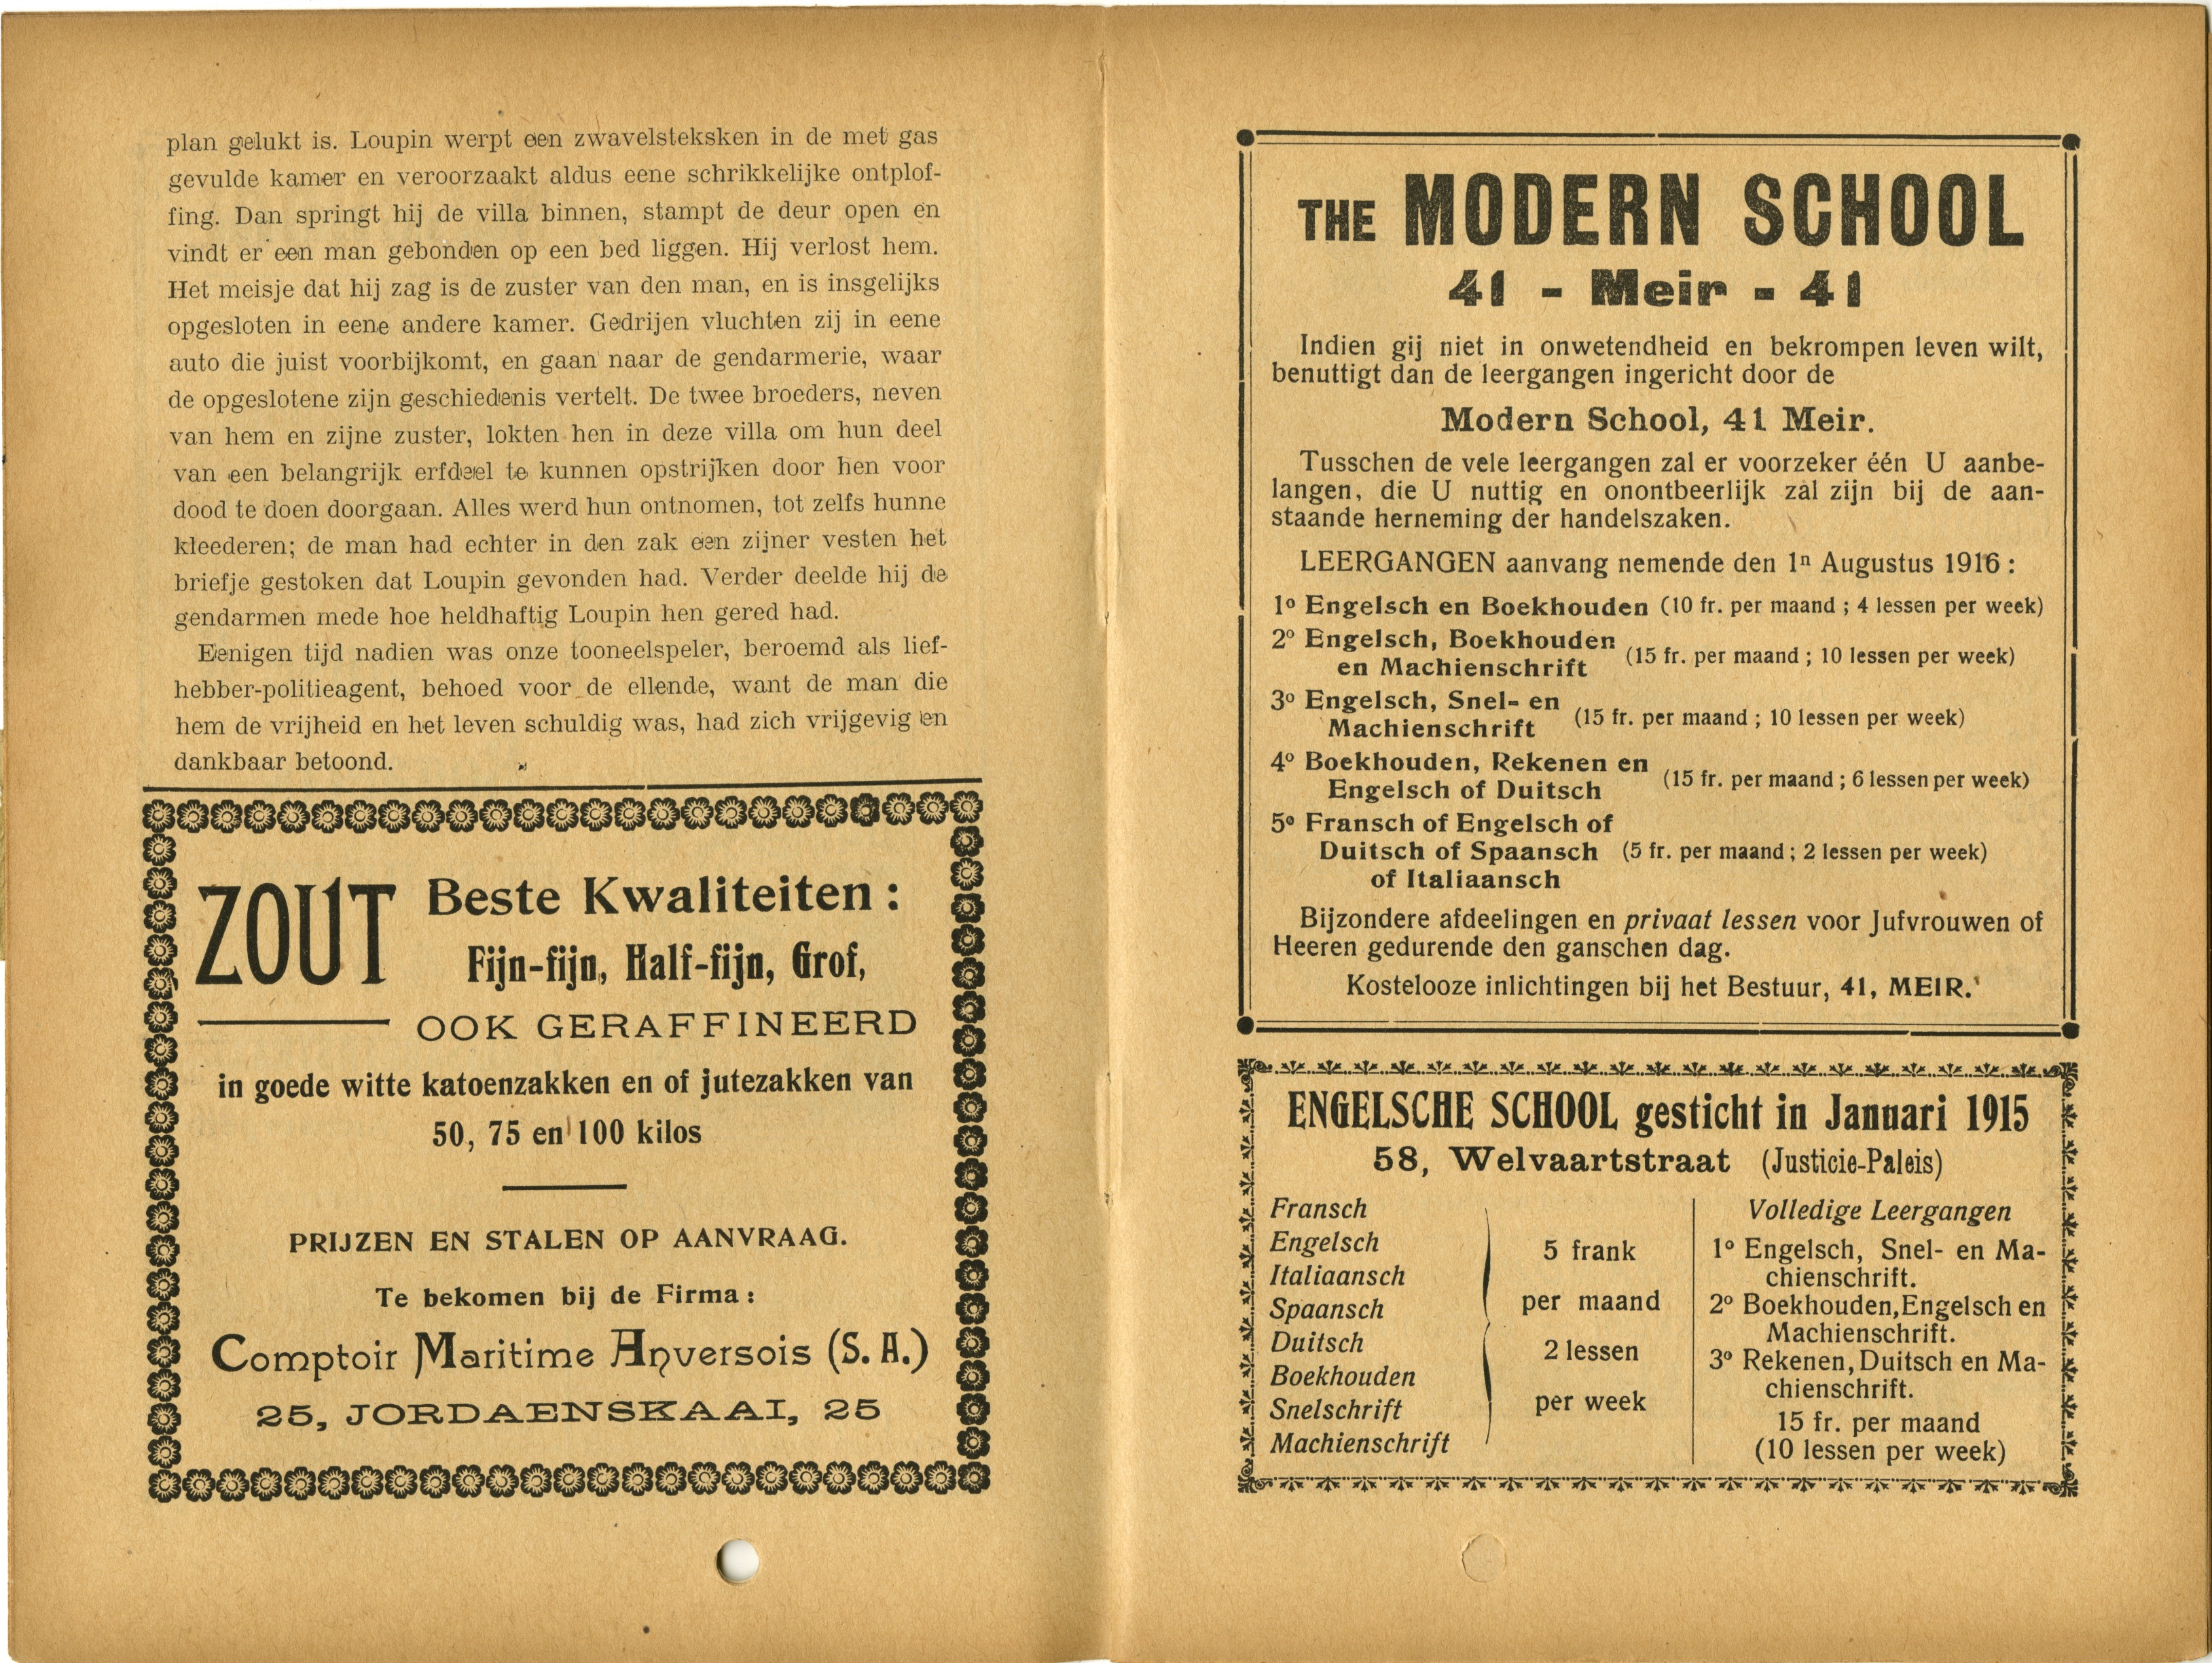 plan gelukt is. Loupin werpt een zwavelsteksken in de met gas
gevulde kamer en veroorzaakt aldus eene schrikkelijke ontplof-
fing. Dan springt hij de villa binnen, stampt de deur open en
vindt er een man gebonden op een bed liggen. Hij verlost hem.
Het meisje dat hij zag is de zuster van den man, en is insgelijks
opgesloten in eene andere kamer. Gedrijen vluchten zij in eene
auto die juist voorbijkomt, en gaan naar de gendarmerie, waar
de opgeslotene zijn geschiedenis vertelt. De twee broeders, neven
van hem en zijne zuster, lokten hen in deze villa om hun deel
van een belangrijk erfdeel te kunnen opstrijken door hen voor
dood te doen doorgaan. Alles werd hun ontnomen, tot zelfs hunne
kleederen; de man had echter in den zak een zijner vesten het
briefje gestoken dat Loupin gevonden had. Verder deelde hij de
gendarmen mede hoe heldhaftig Loupin hen gered had.
Eenigen tijd nadien was onze tooneelspeler, beroemd als lief-
hebber-politieagent, behoed voor de ellende, want de man die
hem de vrijheid en het leven schuldig was, had zich vrijgevig en
dankbaar betoond.
ZOUT Beste Kwaliteiten :
Fijn-fijn, Half-fijn, Grof,
OOK GERAFFINEERD
in goede witte katoenzakken en of jutezakken van
50, 75 en 100 kilos
PRIJZEN EN STALEN OP AANVRAAG.
Te bekomen bij de Firma :
Comptoir Maritime Anversois (S. A.)
25, JORDAENSKAAI, 25
THE MODERN SCHOOL
41 - Meir - 41
Indien gij niet in onwetendheid en bekrompen leven wilt,
benuttigt dan de leergangen ingericht door de
Modern School, 41 Meir.
Tusschen de vele leergangen zal er voorzeker één U aanbe-
langen, die U nuttig en onontbeerlijk zal zijn bij de aan-
staande herneming der handelszaken.
LEERGANGEN aanvang nemende den 1n Augustus 1916 :
1º Engelsch en Boekhouden (10 fr. per maand ; 4 lessen per week)
2º Engelsch, Boekhouden
en Machienschrift (15 fr. per maand ; 10 lessen per week)
3º Engelsch, Snel- en
Machienschrift (15 fr. per maand ; 10 lessen per week)
4º Boekhouden, Rekenen en
Engelsch of Duitsch (15 fr. per maand ; 6 lessen per week)
5º Fransch of Engelsch of
Duitsch of Spaansch (5 fr. per maand ; 2 lessen per week)
of Italiaansch
Bijzondere afdeelingen en privaat lessen voor Jufvrouwen of
Heeren gedurende den ganschen dag.
Kostelooze inlichtingen bij het Bestuur, 41, MEIR.
ENGELSCHE SCHOOL gesticht in Januari 1915
58, Welvaartstraat (Justicie-Paleis)
Fransch
Engelsch
Italiaansch
Spaansch
Duitsch
Boekhouden
Snelschrift
Machienschrift
5 frank
per maand
2 lessen
per week
Volledige Leergangen
1º Engelsch, Snel- en Ma-
chienschrift.
2º Boekhouden, Engelsch en
Machienschrift.
3º Rekenen, Duitsch en Ma-
chienschrift.
15 fr. per maand
(10 lessen per week)